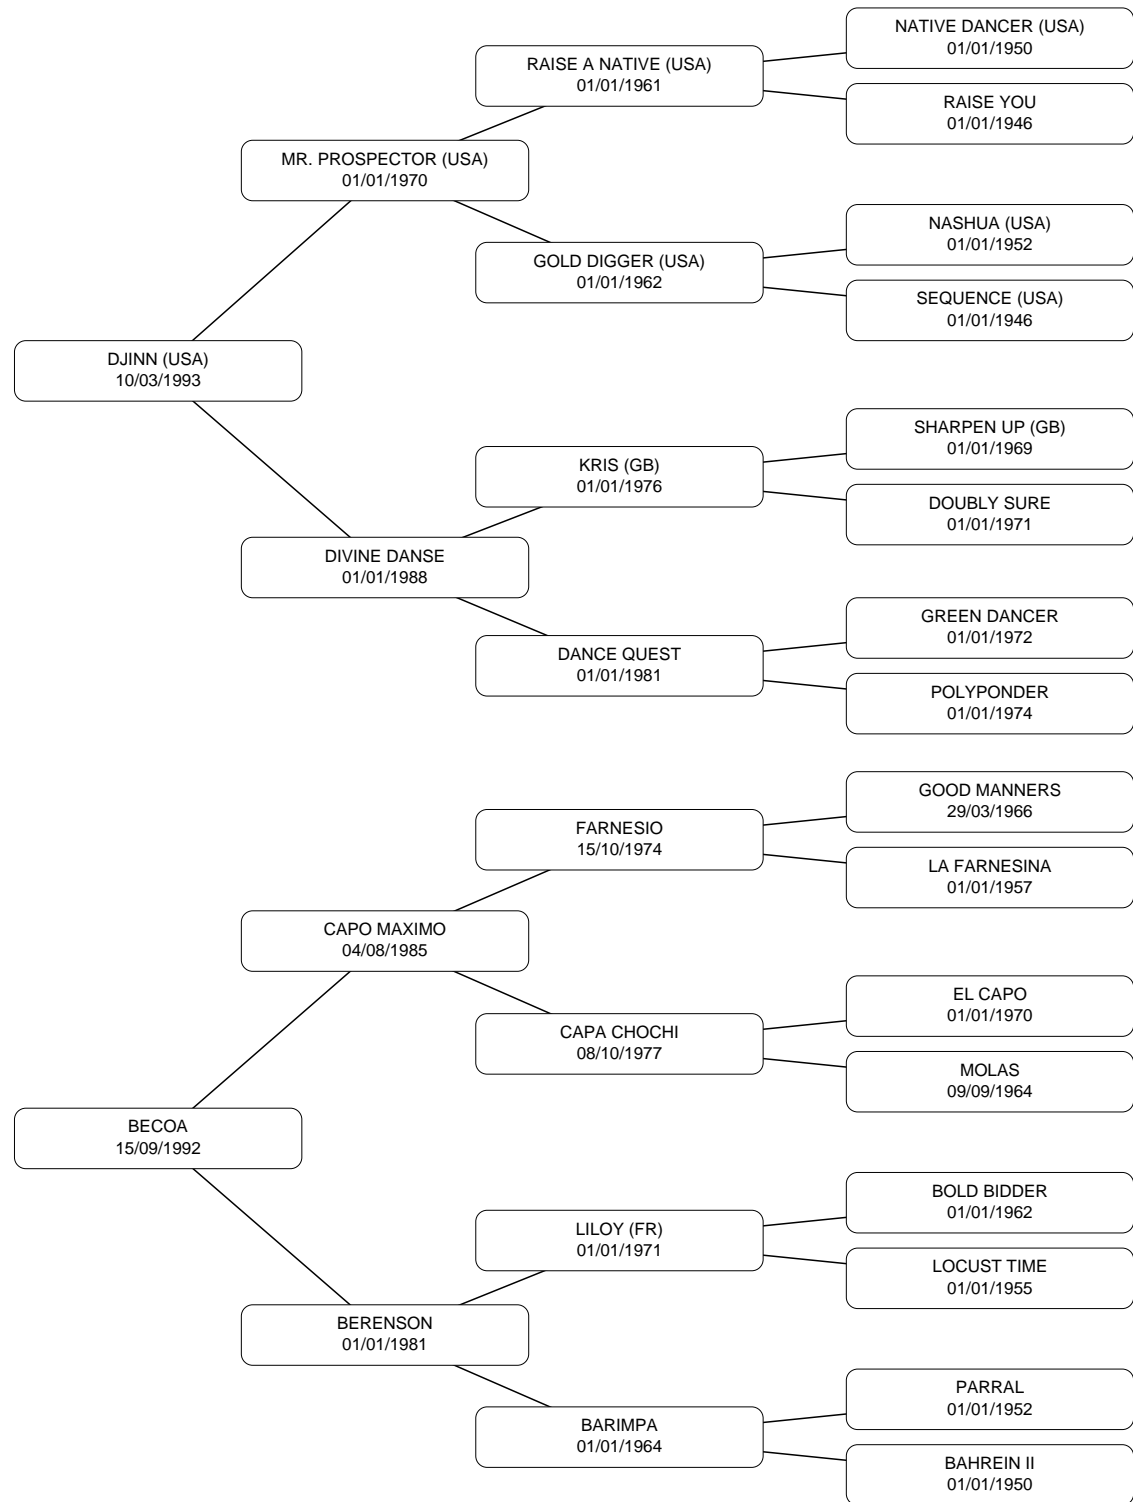 NATIVE DANCER (USA)
01/01/1950
RAISE A NATIVE (USA)
01/01/1961
RAISE YOU
01/01/1946
MR. PROSPECTOR (USA)
01/01/1970
NASHUA (USA)
01/01/1952
GOLD DIGGER (USA)
01/01/1962
SEQUENCE (USA)
01/01/1946
DJINN (USA)
10/03/1993
SHARPEN UP (GB)
01/01/1969
KRIS (GB)
01/01/1976
DOUBLY SURE
01/01/1971
DIVINE DANSE
01/01/1988
GREEN DANCER
01/01/1972
DANCE QUEST
01/01/1981
POLYPONDER
01/01/1974
GOOD MANNERS
29/03/1966
FARNESIO
15/10/1974
LA FARNESINA
01/01/1957
CAPO MAXIMO
04/08/1985
EL CAPO
01/01/1970
CAPA CHOCHI
08/10/1977
MOLAS
09/09/1964
BECOA
15/09/1992
BOLD BIDDER
01/01/1962
LILOY (FR)
01/01/1971
LOCUST TIME
01/01/1955
BERENSON
01/01/1981
PARRAL
01/01/1952
BARIMPA
01/01/1964
BAHREIN II
01/01/1950